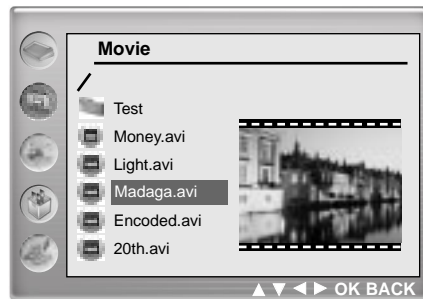 Movie
/
Test
Money.avi
Light.avi
Madaga.avi
Encoded.avi
20th.avi
▲ ▼ ◀ ▶ OK BACK